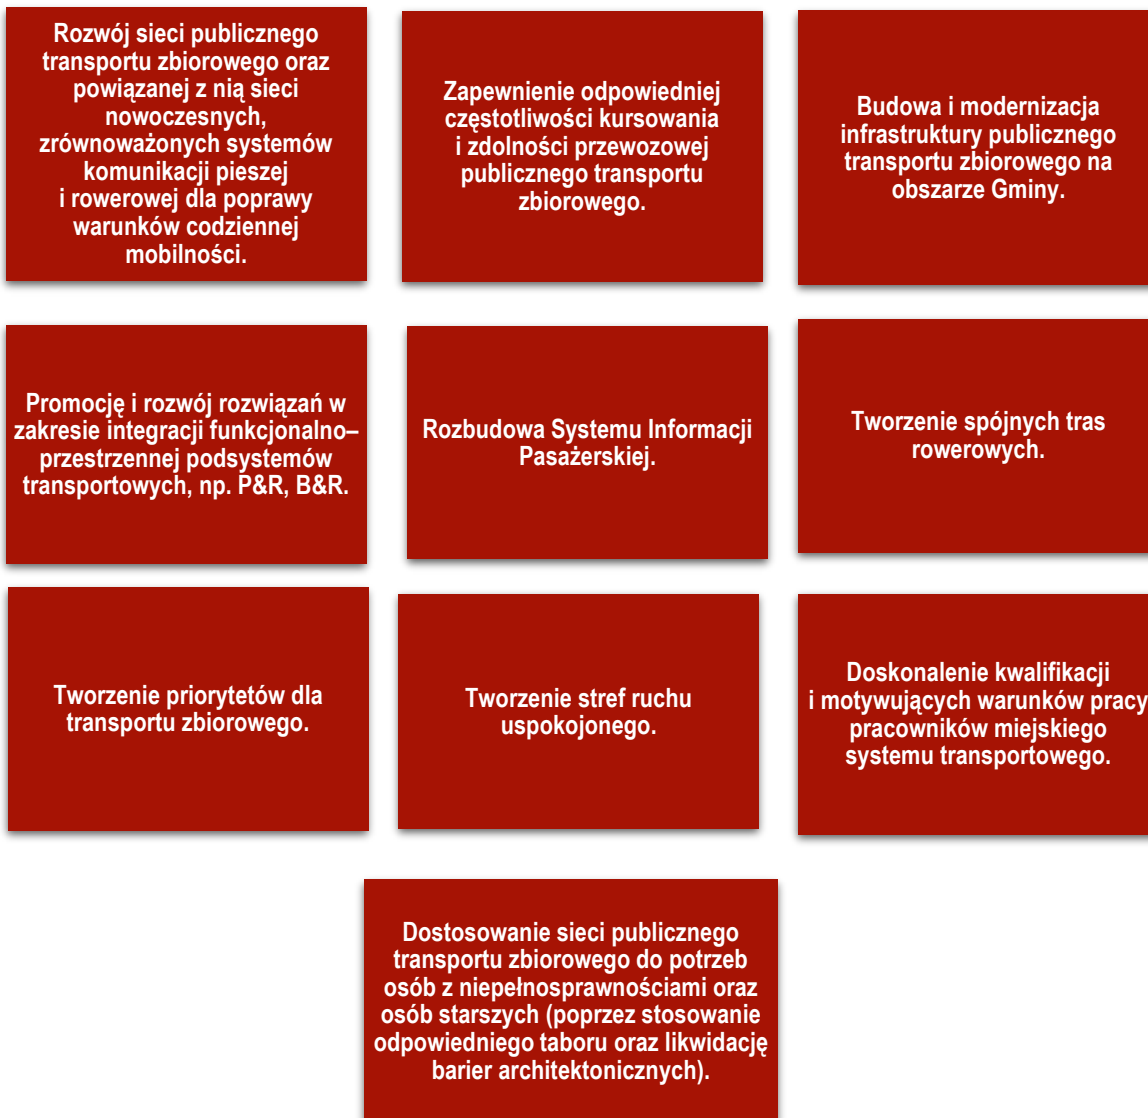 Rozwój sieci publicznego
transportu zbiorowego oraz
powiązanej z nią sieci
nowoczesnych,
zrównoważonych systemów
komunikacji pieszej
i rowerowej dla poprawy
warunków codziennej
mobilności.
Zapewnienie odpowiedniej
częstotliwości kursowania
i zdolności przewozowej
publicznego transportu
zbiorowego.
Budowa i modernizacja
infrastruktury publicznego
transportu zbiorowego na
obszarze Gminy.
Promocję i rozwój rozwiązań w
zakresie integracji funkcjonalno–
przestrzennej podsystemów
transportowych, np. P&R, B&R.
Rozbudowa Systemu Informacji
Pasażerskiej.
Tworzenie spójnych tras
rowerowych.
Tworzenie priorytetów dla
transportu zbiorowego.
Tworzenie stref ruchu
uspokojonego.
Doskonalenie kwalifikacji
i motywujących warunków pracy
pracowników miejskiego
systemu transportowego.
Dostosowanie sieci publicznego
transportu zbiorowego do potrzeb
osób z niepełnosprawnościami oraz
osób starszych (poprzez stosowanie
odpowiedniego taboru oraz likwidację
barier architektonicznych).